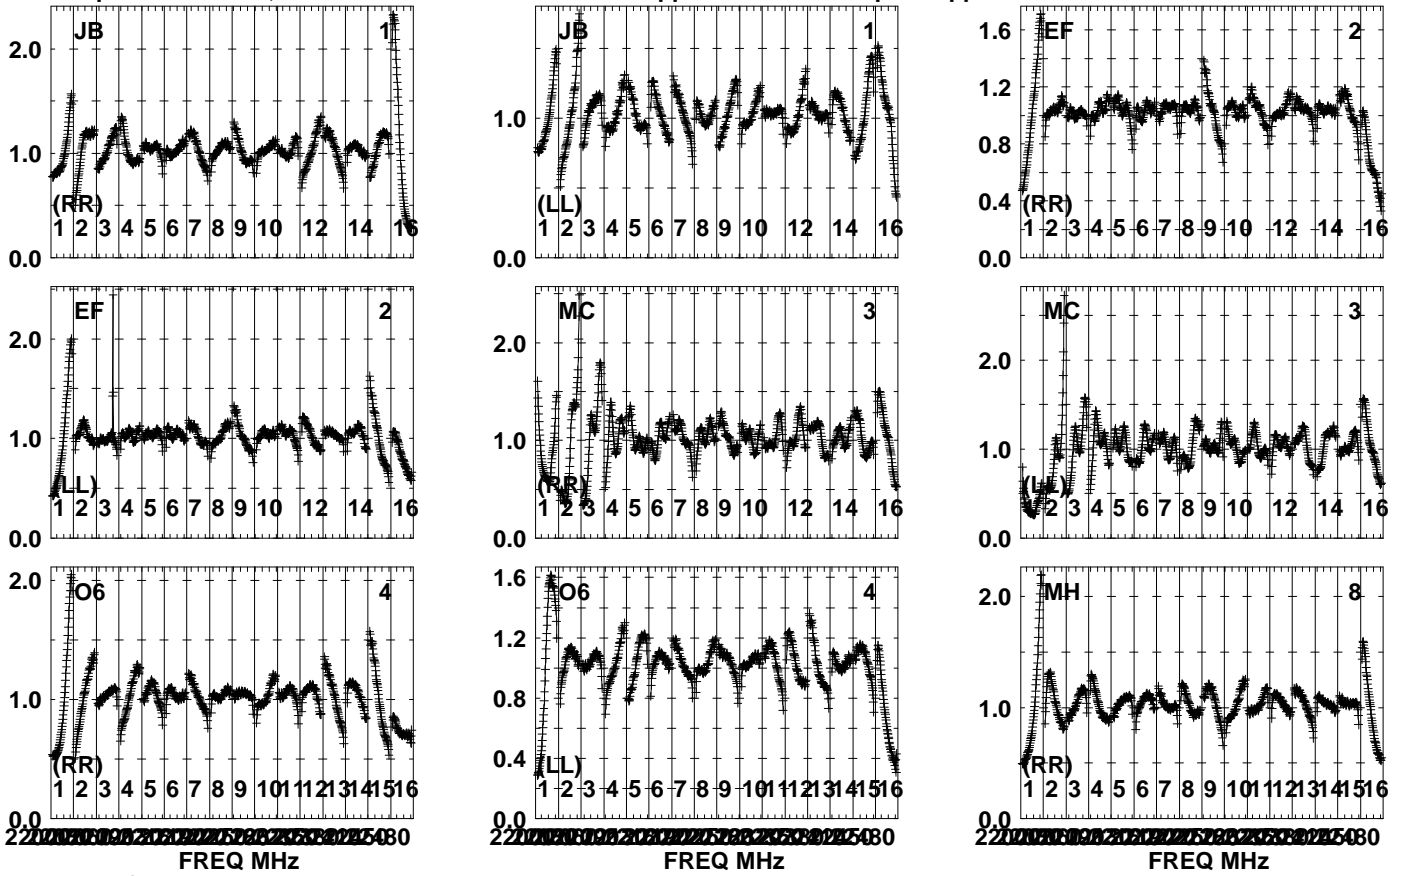 JB 1
2.0
1.0
0.0
(RR)
1 2 3 4 5 6 7 8 9 10 12 14 16
JB 1
1.0
0.0
(LL)
1 2 3 4 5 6 7 8 9 10 12 14 16
EF 2
1.6
1.2
0.8
0.4
0.0
(RR)
1 2 3 4 5 6 7 8 9 10 12 14 16
EF 2
2.0
1.0
0.0
(LL)
1 2 3 4 5 6 7 8 9 10 12 14 16
MC 3
2.0
1.0
0.0
(RR)
1 2 3 4 5 6 7 8 9 10 12 14 16
MC 3
2.0
1.0
0.0
(LL)
1 2 3 4 5 6 7 8 9 10 12 14 16
O6 4
2.0
1.0
0.0
(RR)
1 2 3 4 5 6 7 8 9 10 11 12 13 14 15 16
FREQ MHz
O6 4
1.6
1.2
0.8
0.4
0.0
(LL)
1 2 3 4 5 6 7 8 9 10 11 12 13 14 15 16
FREQ MHz
MH 8
2.0
1.0
0.0
(RR)
1 2 3 4 5 6 7 8 9 10 11 12 13 14 15 16
FREQ MHz